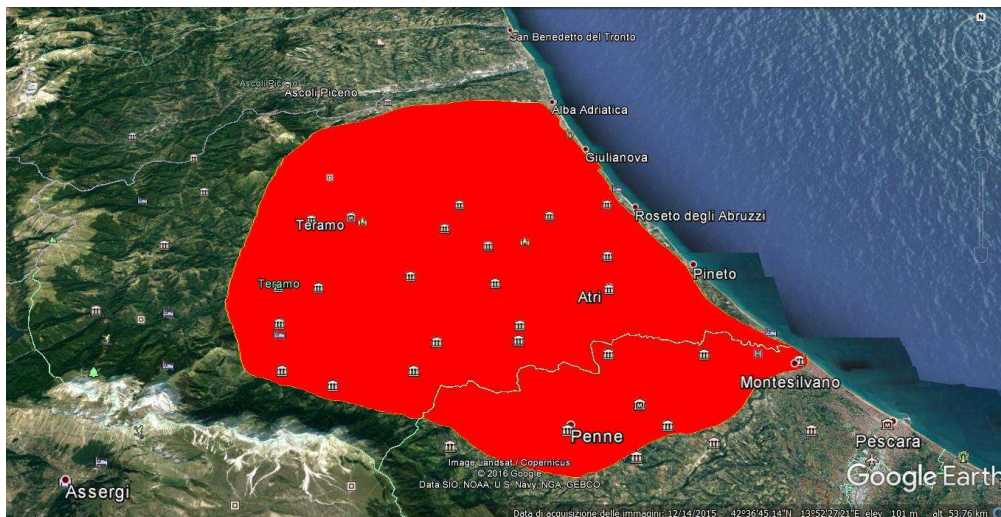 San Benedetto del Tronto
Ascoli Piceno
Ascoli Piceno
Alba Adriatica
Giulianova
Roseto degli Abruzzi
Teramo
Pineto
Teramo
Atri
Montesilvano
Penne
Pescara
Image Landsat / Copernicus
© 2016 Google
Data SIO, NOAA, U.S. Navy, NGA, GEBCO
Google Earth
Assergi
Data di acquisizione delle immagini: 12/14/2015 42°36'45.14"N 13°52'27.21"E elev 101 m alt 53.76 km
N